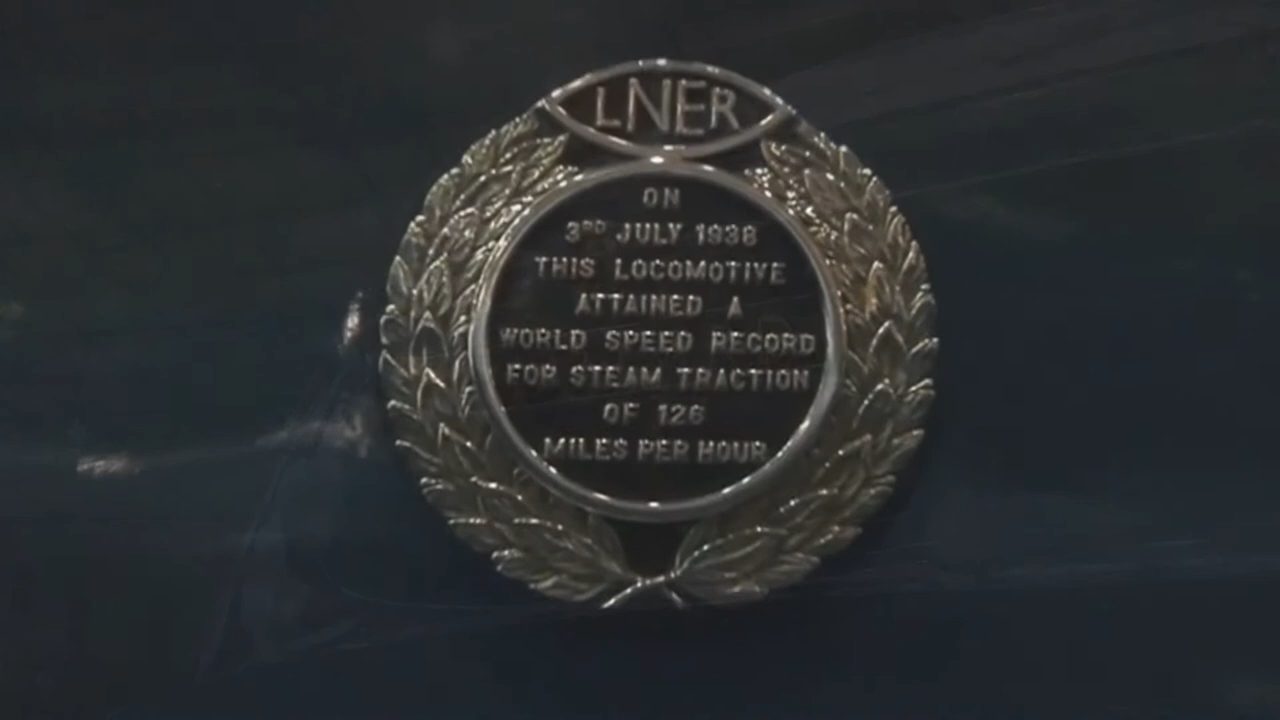 LNER
ON
3RD JULY 1938
THIS LOCOMOTIVE
ATTAINED A
WORLD SPEED RECORD
FOR STEAM TRACTION
OF 126
MILES PER HOUR